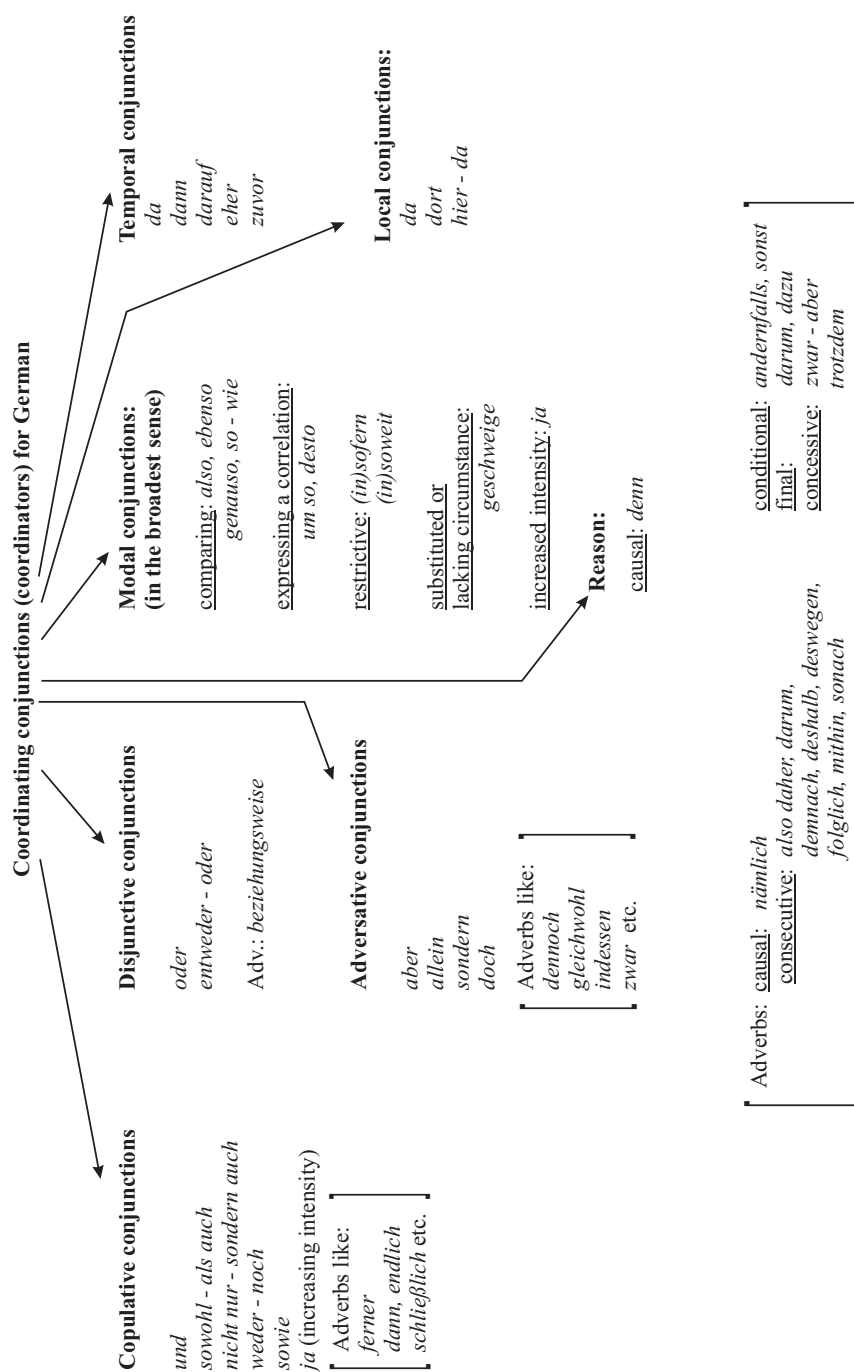 Coordinating conjunctions (coordinators) for German
Copulative conjunctions
und
sowohl - als auch
nicht nur - sondern auch
weder - noch
sowie
ja (increasing intensity)
Adverbs like:
ferner
dann, endlich
schließlich etc.
Disjunctive conjunctions
oder
entweder - oder
Adv.: beziehungsweise
Adversative conjunctions
aber
allein
sondern
doch
Adverbs like:
dennoch
gleichwohl
indessen
zwar etc.
Modal conjunctions:
(in the broadest sense)
comparing: also, ebenso
genauso, so - wie
expressing a correlation:
um so, desto
restrictive: (in)sofern
(in)soweit
substituted or
lacking circumstance:
geschweige
increased intensity: ja
Reason:
causal: denn
Temporal conjunctions
da
dann
darauf
eher
zuvor
Local conjunctions:
da
dort
hier - da
Adverbs: causal: nämlich
consecutive: also daher, darum,
demnach, deshalb, deswegen,
folglich, mithin, sonach
conditional: andernfalls, sonst
final: darum, dazu
concessive: zwar - aber
trotzdem